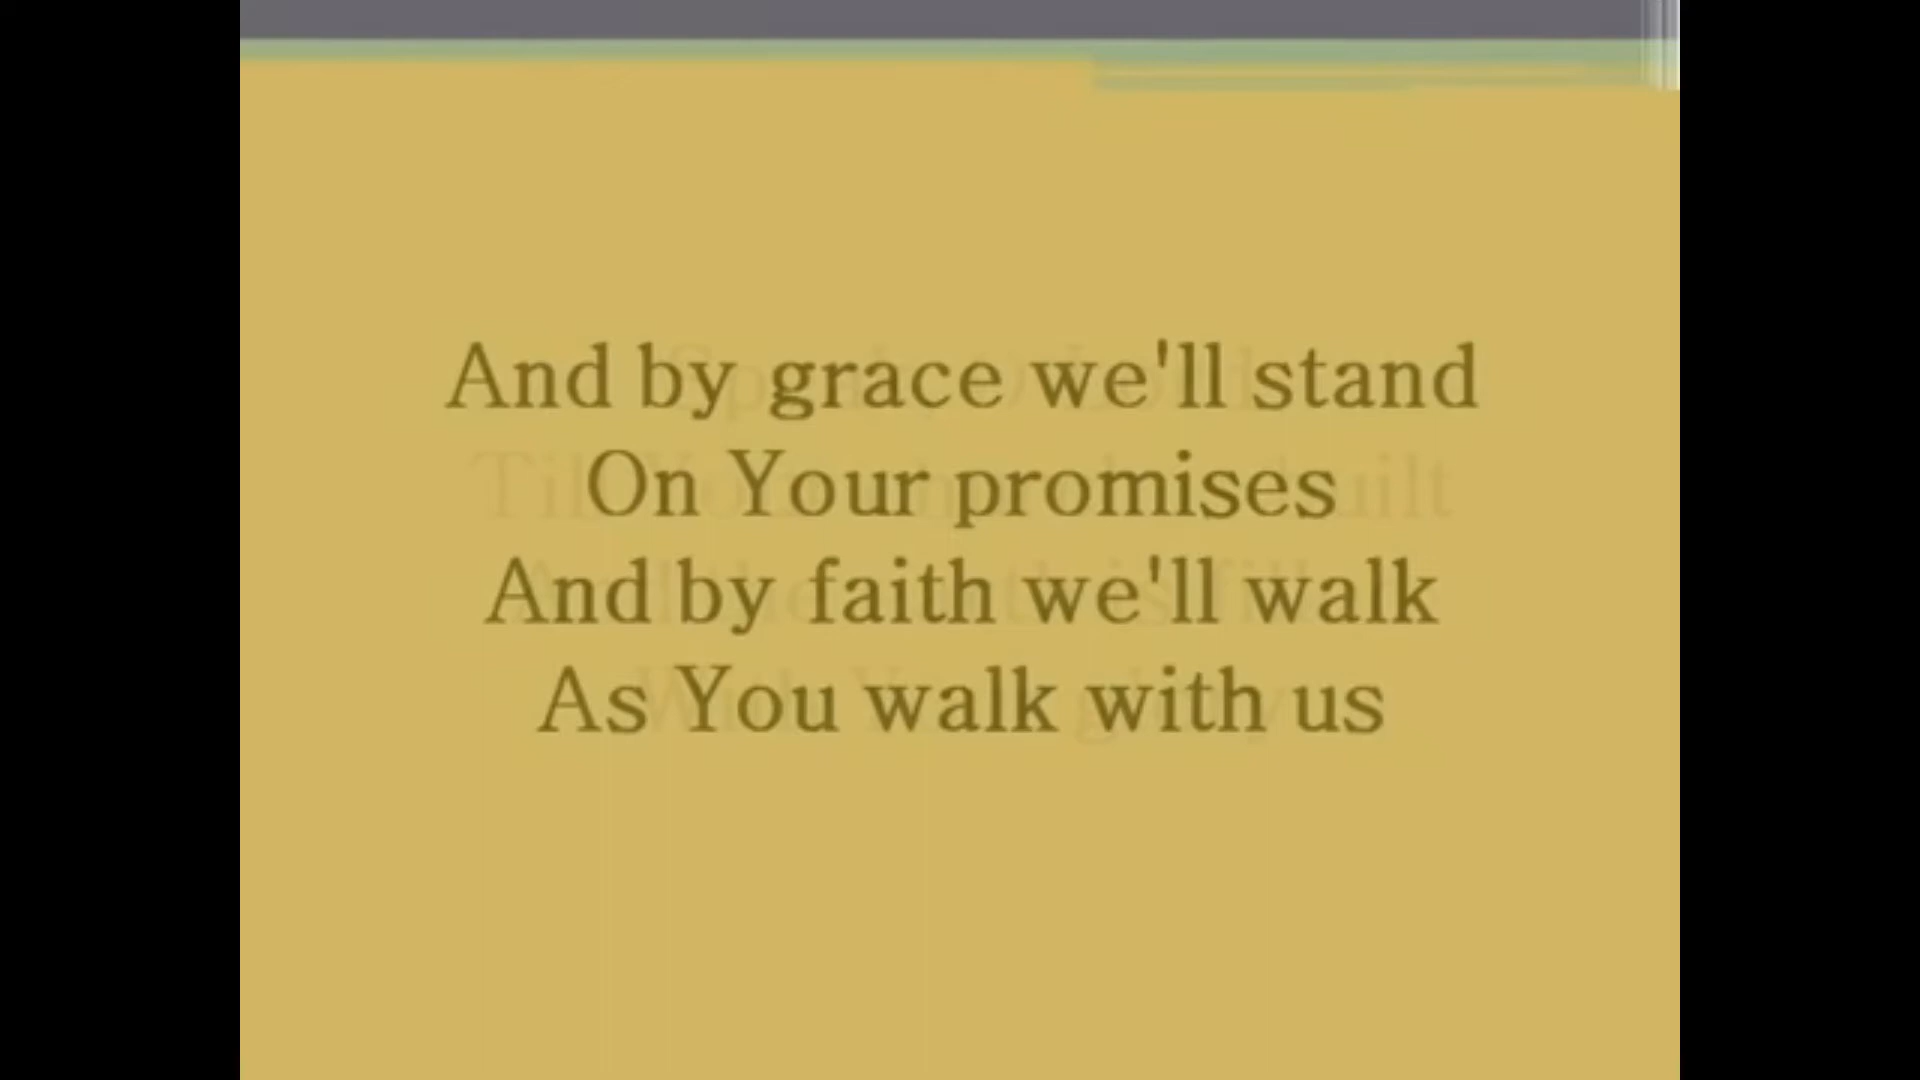 And by grace we'll stand
On Your promises
And by faith we'll walk
As You walk with us